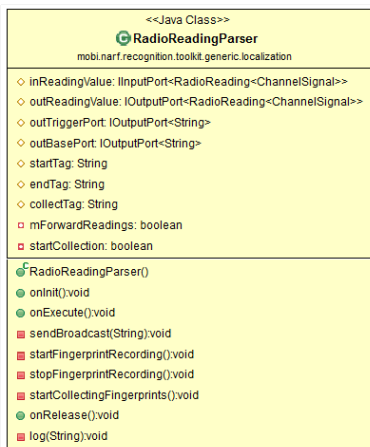 <<Java Class>>
RadioReadingParser
mobi.narf.recognition.toolkit.generic.localization
inReadingValue: IInputPort<RadioReading<ChannelSignal>>
outReadingValue: IOutputPort<RadioReading<ChannelSignal>>
outTriggerPort: IOutputPort<String>
outBasePort: IOutputPort<String>
startTag: String
endTag: String
collectTag: String
mForwardReadings: boolean
startCollection: boolean
RadioReadingParser()
onInit():void
onExecute():void
sendBroadcast(String):void
startFingerprintRecording():void
stopFingerprintRecording():void
startCollectingFingerprints():void
onRelease():void
log(String):void